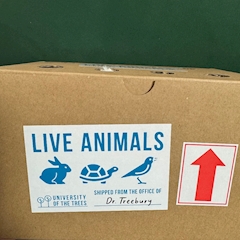 LIVE ANIMALS
UNIVERSITY
OF THE TREES
SHIPPED FROM THE OFFICE OF
Dr. Treebury